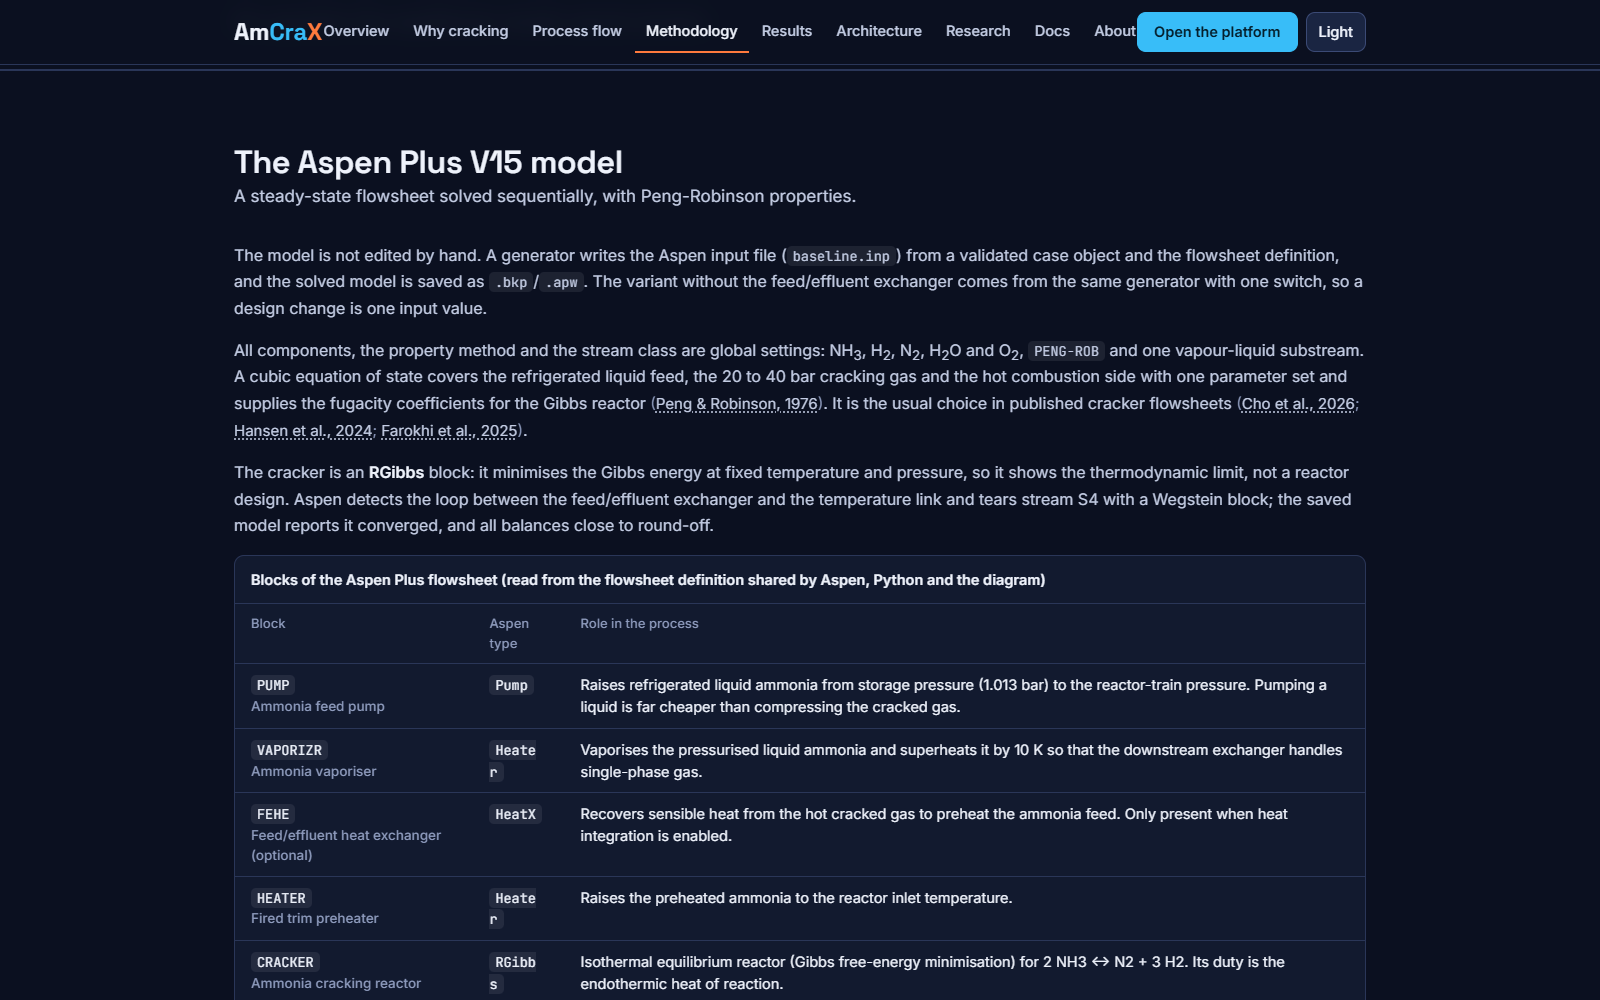 AmCraX
Overview
Why cracking
Process flow
Methodology
Results
Architecture
Research
Docs
About
Open the platform
Light
The Aspen Plus V15 model
A steady-state flowsheet solved sequentially, with Peng-Robinson properties.
The model is not edited by hand. A generator writes the Aspen input file (baseline.inp) from a validated case object and the flowsheet definition,
and the solved model is saved as .bkp/.apw. The variant without the feed/effluent exchanger comes from the same generator with one switch, so a
design change is one input value.
All components, the property method and the stream class are global settings: NH₃, H₂, N₂, H₂O and O₂, PENG-ROB and one vapour-liquid substream.
A cubic equation of state covers the refrigerated liquid feed, the 20 to 40 bar cracking gas and the hot combustion side with one parameter set and
supplies the fugacity coefficients for the Gibbs reactor (Peng & Robinson, 1976). It is the usual choice in published cracker flowsheets (Cho et al., 2026;
Hansen et al., 2024; Farokhi et al., 2025).
The cracker is an RGibbs block: it minimises the Gibbs energy at fixed temperature and pressure, so it shows the thermodynamic limit, not a reactor
design. Aspen detects the loop between the feed/effluent exchanger and the temperature link and tears stream S4 with a Wegstein block; the saved
model reports it converged, and all balances close to round-off.
Blocks of the Aspen Plus flowsheet (read from the flowsheet definition shared by Aspen, Python and the diagram)
Block
Aspen
type
Role in the process
PUMP
Ammonia feed pump
Pump
Raises refrigerated liquid ammonia from storage pressure (1.013 bar) to the reactor-train pressure. Pumping a
liquid is far cheaper than compressing the cracked gas.
VAPORIZR
Ammonia vaporiser
Heate
r
Vaporises the pressurised liquid ammonia and superheats it by 10 K so that the downstream exchanger handles
single-phase gas.
FEHE
Feed/effluent heat exchanger
(optional)
HeatX
Recovers sensible heat from the hot cracked gas to preheat the ammonia feed. Only present when heat
integration is enabled.
HEATER
Fired trim preheater
Heate
r
Raises the preheated ammonia to the reactor inlet temperature.
CRACKER
Ammonia cracking reactor
RGibb
s
Isothermal equilibrium reactor (Gibbs free-energy minimisation) for 2 NH3 ↔ N2 + 3 H2. Its duty is the
endothermic heat of reaction.